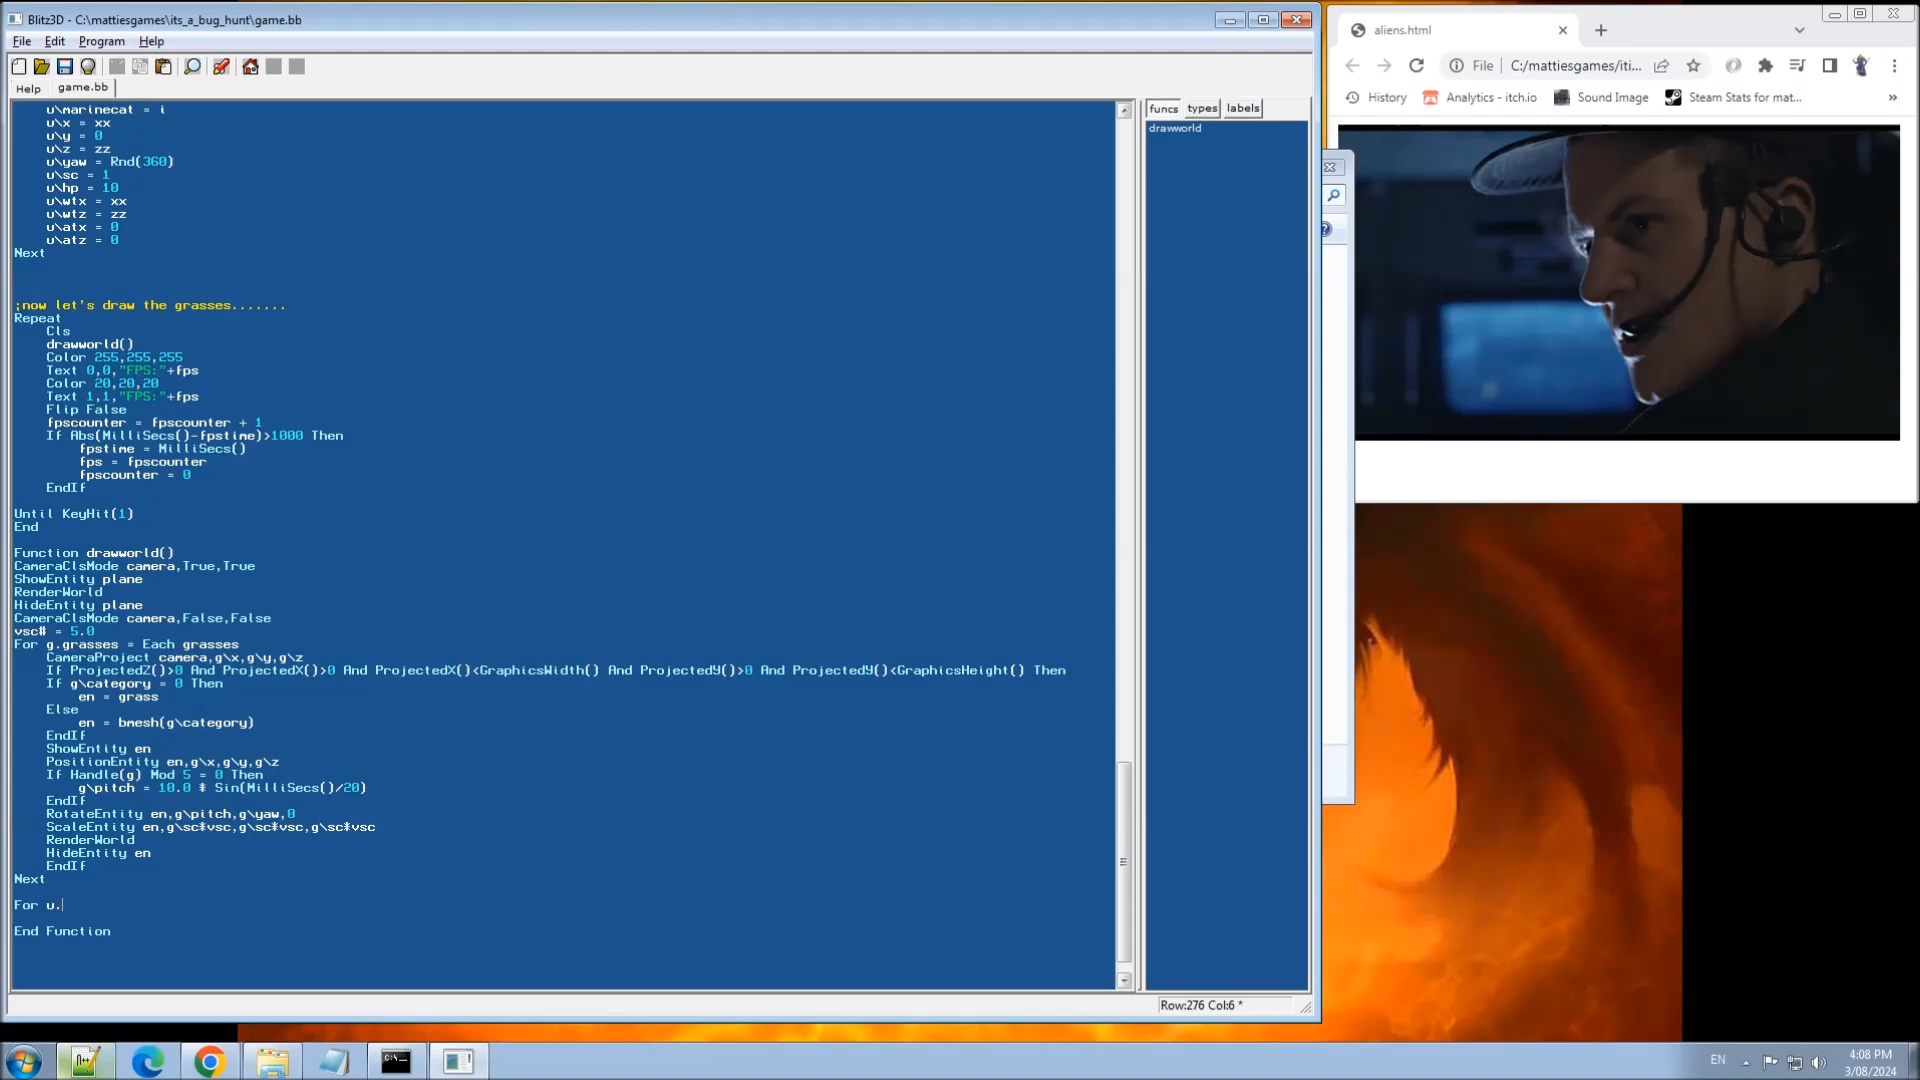 Blitz3D - C:\mattiesgames\its_a_bug_hunt\game.bb
File Edit Program Help
Help game.bb
u\marinecat = i
u\x = xx
u\y = 0
u\z = zz
u\yaw = Rnd(360)
u\sc = 1
u\hp = 10
u\wtx = xx
u\wtz = zz
u\atx = 0
u\atz = 0
Next
;now let's draw the grasses.......
Repeat
Cls
drawworld()
Color 255,255,255
Text 0,0,"FPS:"+fps
Color 20,20,20
Text 1,1,"FPS:"+fps
Flip False
fpscounter = fpscounter + 1
If Abs(MilliSecs()-fpstime)>1000 Then
fpstime = MilliSecs()
fps = fpscounter
fpscounter = 0
EndIf
Until KeyHit(1)
End
Function drawworld()
CameraClsMode camera,True,True
ShowEntity plane
RenderWorld
HideEntity plane
CameraClsMode camera,False,False
vsc# = 5.0
For g.grasses = Each grasses
CameraProject camera,g\x,g\y,g\z
If ProjectedZ()>0 And ProjectedX()>0 And ProjectedX()<GraphicsWidth() And ProjectedY()>0 And ProjectedY()<GraphicsHeight() Then
If g\category = 0 Then
en = grass
Else
en = bmesh(g\category)
EndIf
ShowEntity en
PositionEntity en,g\x,g\y,g\z
If Handle(g) Mod 5 = 0 Then
g\pitch = 10.0 * Sin(MilliSecs()/20)
EndIf
RotateEntity en,g\pitch,g\yaw,0
ScaleEntity en,g\sc*vsc,g\sc*vsc,g\sc*vsc
RenderWorld
HideEntity en
EndIf
Next
For u.
End Function
funcs types labels
drawworld
Row:276 Col:6 *
aliens.html
File C:/mattiesgames/iti...
History Analytics - itch.io Sound Image Steam Stats for mat... »
EN
4:08 PM
3/08/2024